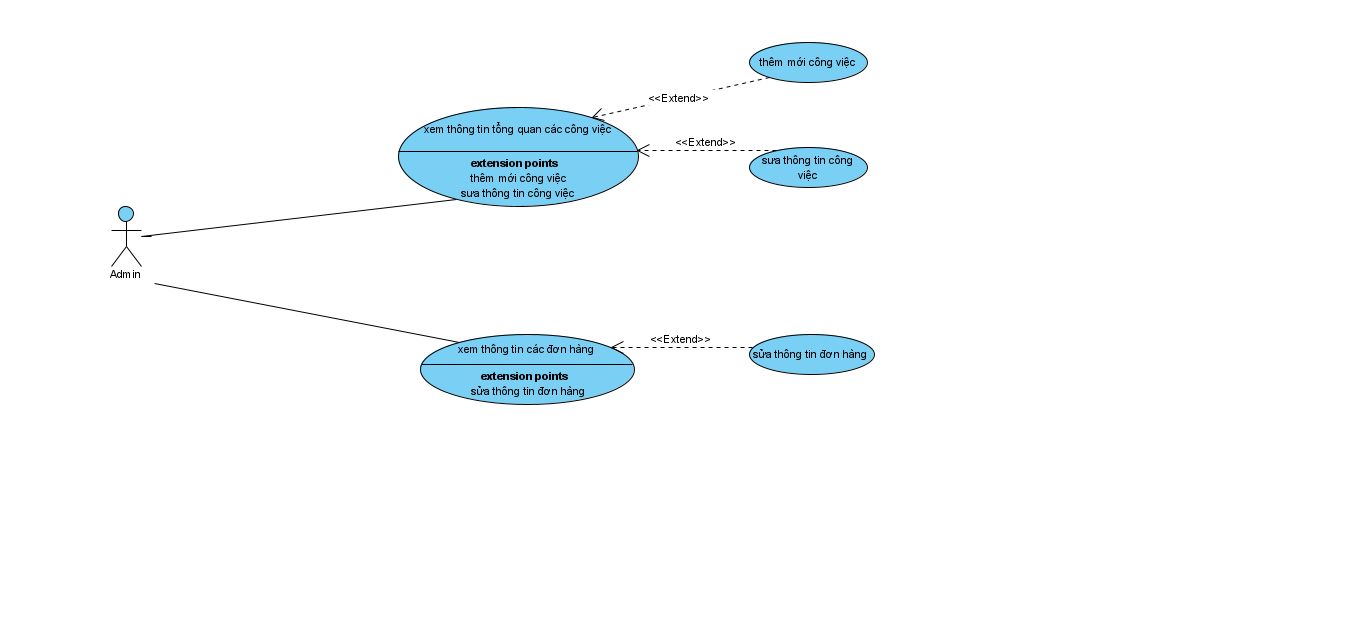 thêm mới công việc
<<Extend>>
xem thông tin tổng quan các công việc
<<Extend>>
extension points
thêm mới công việc
sưa thông tin công việc
sưa thông tin công
việc
Admin
<<Extend>>
xem thông tin các đơn hàng
sửa thông tin đơn hàng
extension points
sửa thông tin đơn hàng